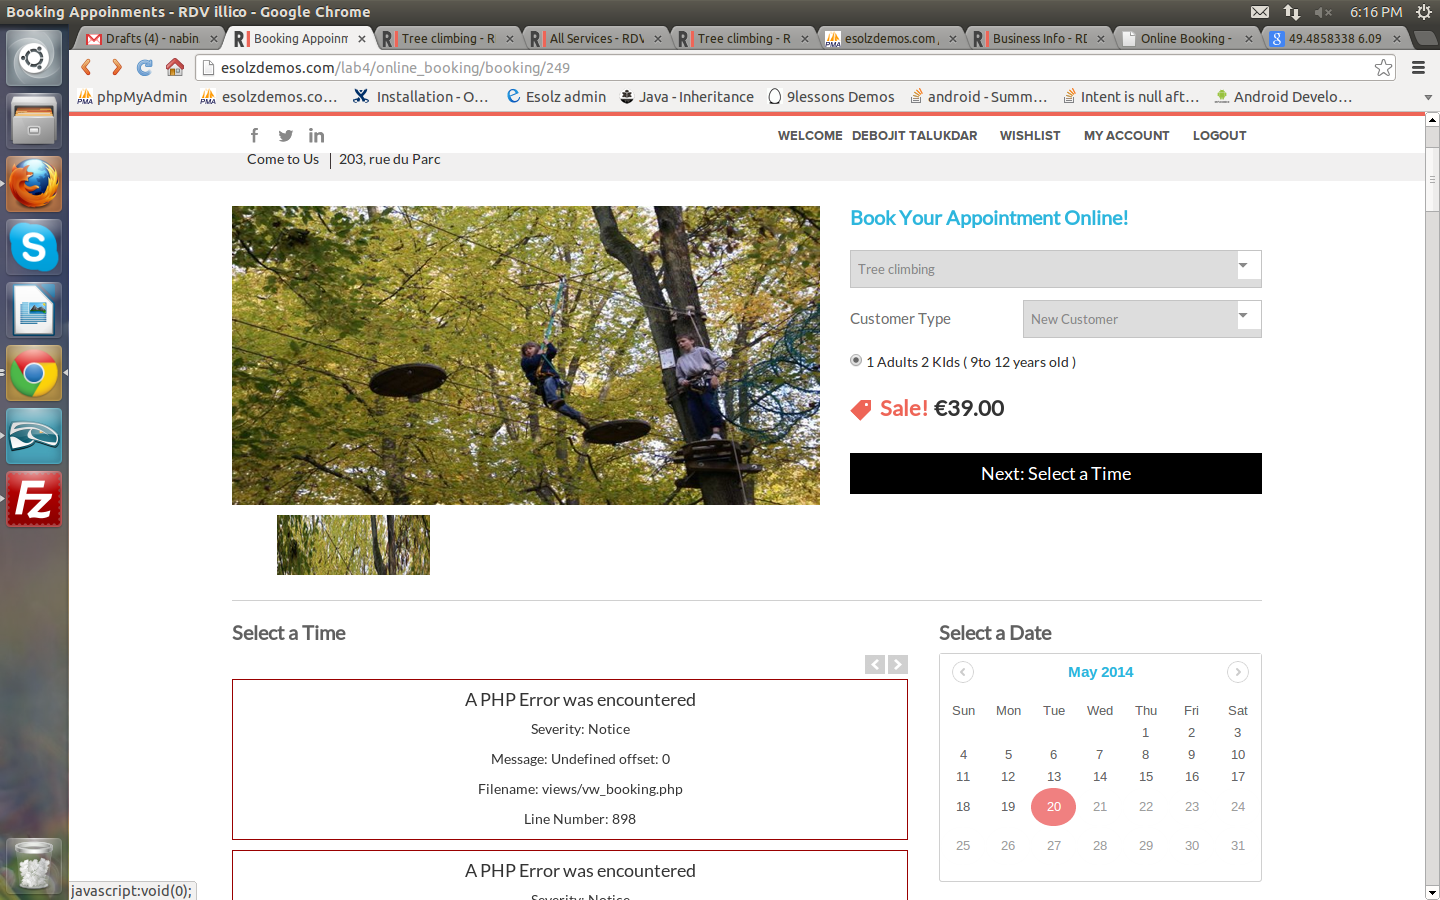 Booking Appoinments - RDV illico - Google Chrome
6:16 PM
Drafts (4) - nabin
Booking Appoinm
Tree climbing - R
All Services - RDV
Tree climbing - R
esolzdemos.com
Business Info - RD
Online Booking -
49.4858338 6.09
esolzdemos.com/lab4/online_booking/booking/249
phpMyAdmin
esolzdemos.co...
Installation - O...
Esolz admin
Java - Inheritance
9lessons Demos
android - Summ...
Intent is null aft...
Android Develo...
WELCOME DEBOJIT TALUKDAR
WISHLIST
MY ACCOUNT
LOGOUT
Come to Us | 203, rue du Parc
Book Your Appointment Online!
Tree climbing
Customer Type
New Customer
1 Adults 2 KIds ( 9to 12 years old )
Sale! €39.00
Next: Select a Time
Select a Time
A PHP Error was encountered
Severity: Notice
Message: Undefined offset: 0
Filename: views/vw_booking.php
Line Number: 898
A PHP Error was encountered
Severity: Notice
Select a Date
May 2014
Sun Mon Tue Wed Thu Fri Sat
1 2 3
4 5 6 7 8 9 10
11 12 13 14 15 16 17
18 19 20 21 22 23 24
25 26 27 28 29 30 31
javascript:void(0);